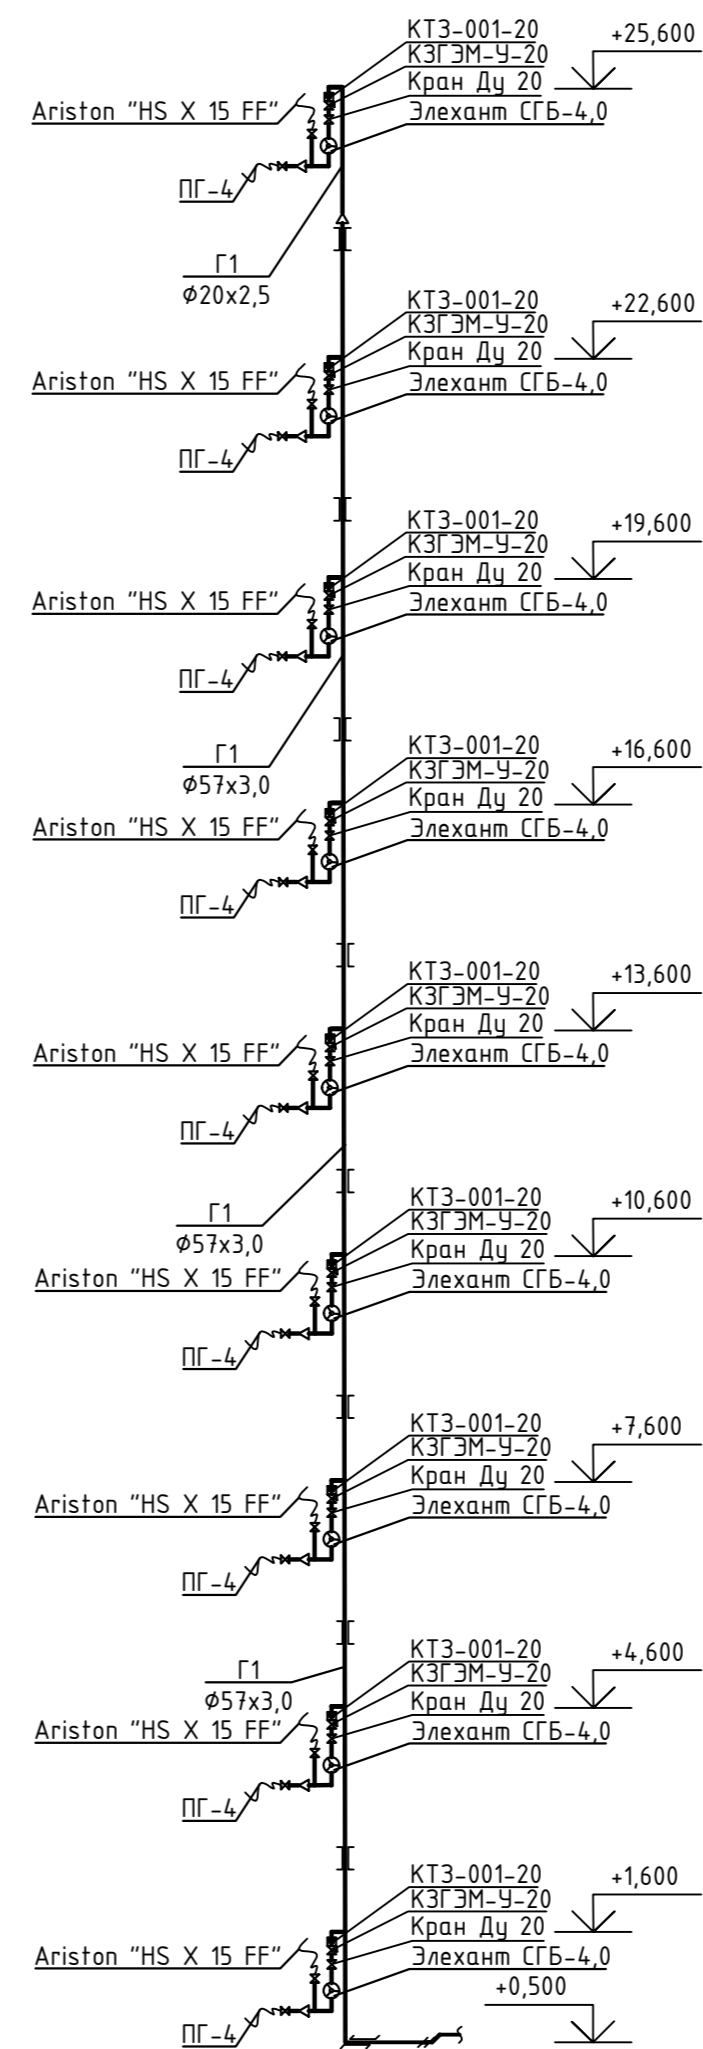 КТЗ-001-20
+25,600
КЗГЭМ-У-20
Кран Ду 20
Ariston "HS X 15 FF"
Элехант СГБ-4,0
ПГ-4
Г1
Ф20х2,5
КТЗ-001-20
+22,600
КЗГЭМ-У-20
Кран Ду 20
Ariston "HS X 15 FF"
Элехант СГБ-4,0
ПГ-4
КТЗ-001-20
+19,600
КЗГЭМ-У-20
Кран Ду 20
Ariston "HS X 15 FF"
Элехант СГБ-4,0
ПГ-4
Г1
Ф57х3,0
КТЗ-001-20
+16,600
КЗГЭМ-У-20
Кран Ду 20
Ariston "HS X 15 FF"
Элехант СГБ-4,0
ПГ-4
КТЗ-001-20
+13,600
КЗГЭМ-У-20
Кран Ду 20
Ariston "HS X 15 FF"
Элехант СГБ-4,0
ПГ-4
Г1
Ф57х3,0
КТЗ-001-20
+10,600
КЗГЭМ-У-20
Кран Ду 20
Ariston "HS X 15 FF"
Элехант СГБ-4,0
ПГ-4
КТЗ-001-20
+7,600
КЗГЭМ-У-20
Кран Ду 20
Ariston "HS X 15 FF"
Элехант СГБ-4,0
ПГ-4
Г1
Ф57х3,0
КТЗ-001-20
+4,600
КЗГЭМ-У-20
Кран Ду 20
Ariston "HS X 15 FF"
Элехант СГБ-4,0
ПГ-4
КТЗ-001-20
+1,600
КЗГЭМ-У-20
Кран Ду 20
Ariston "HS X 15 FF"
Элехант СГБ-4,0
+0,500
ПГ-4